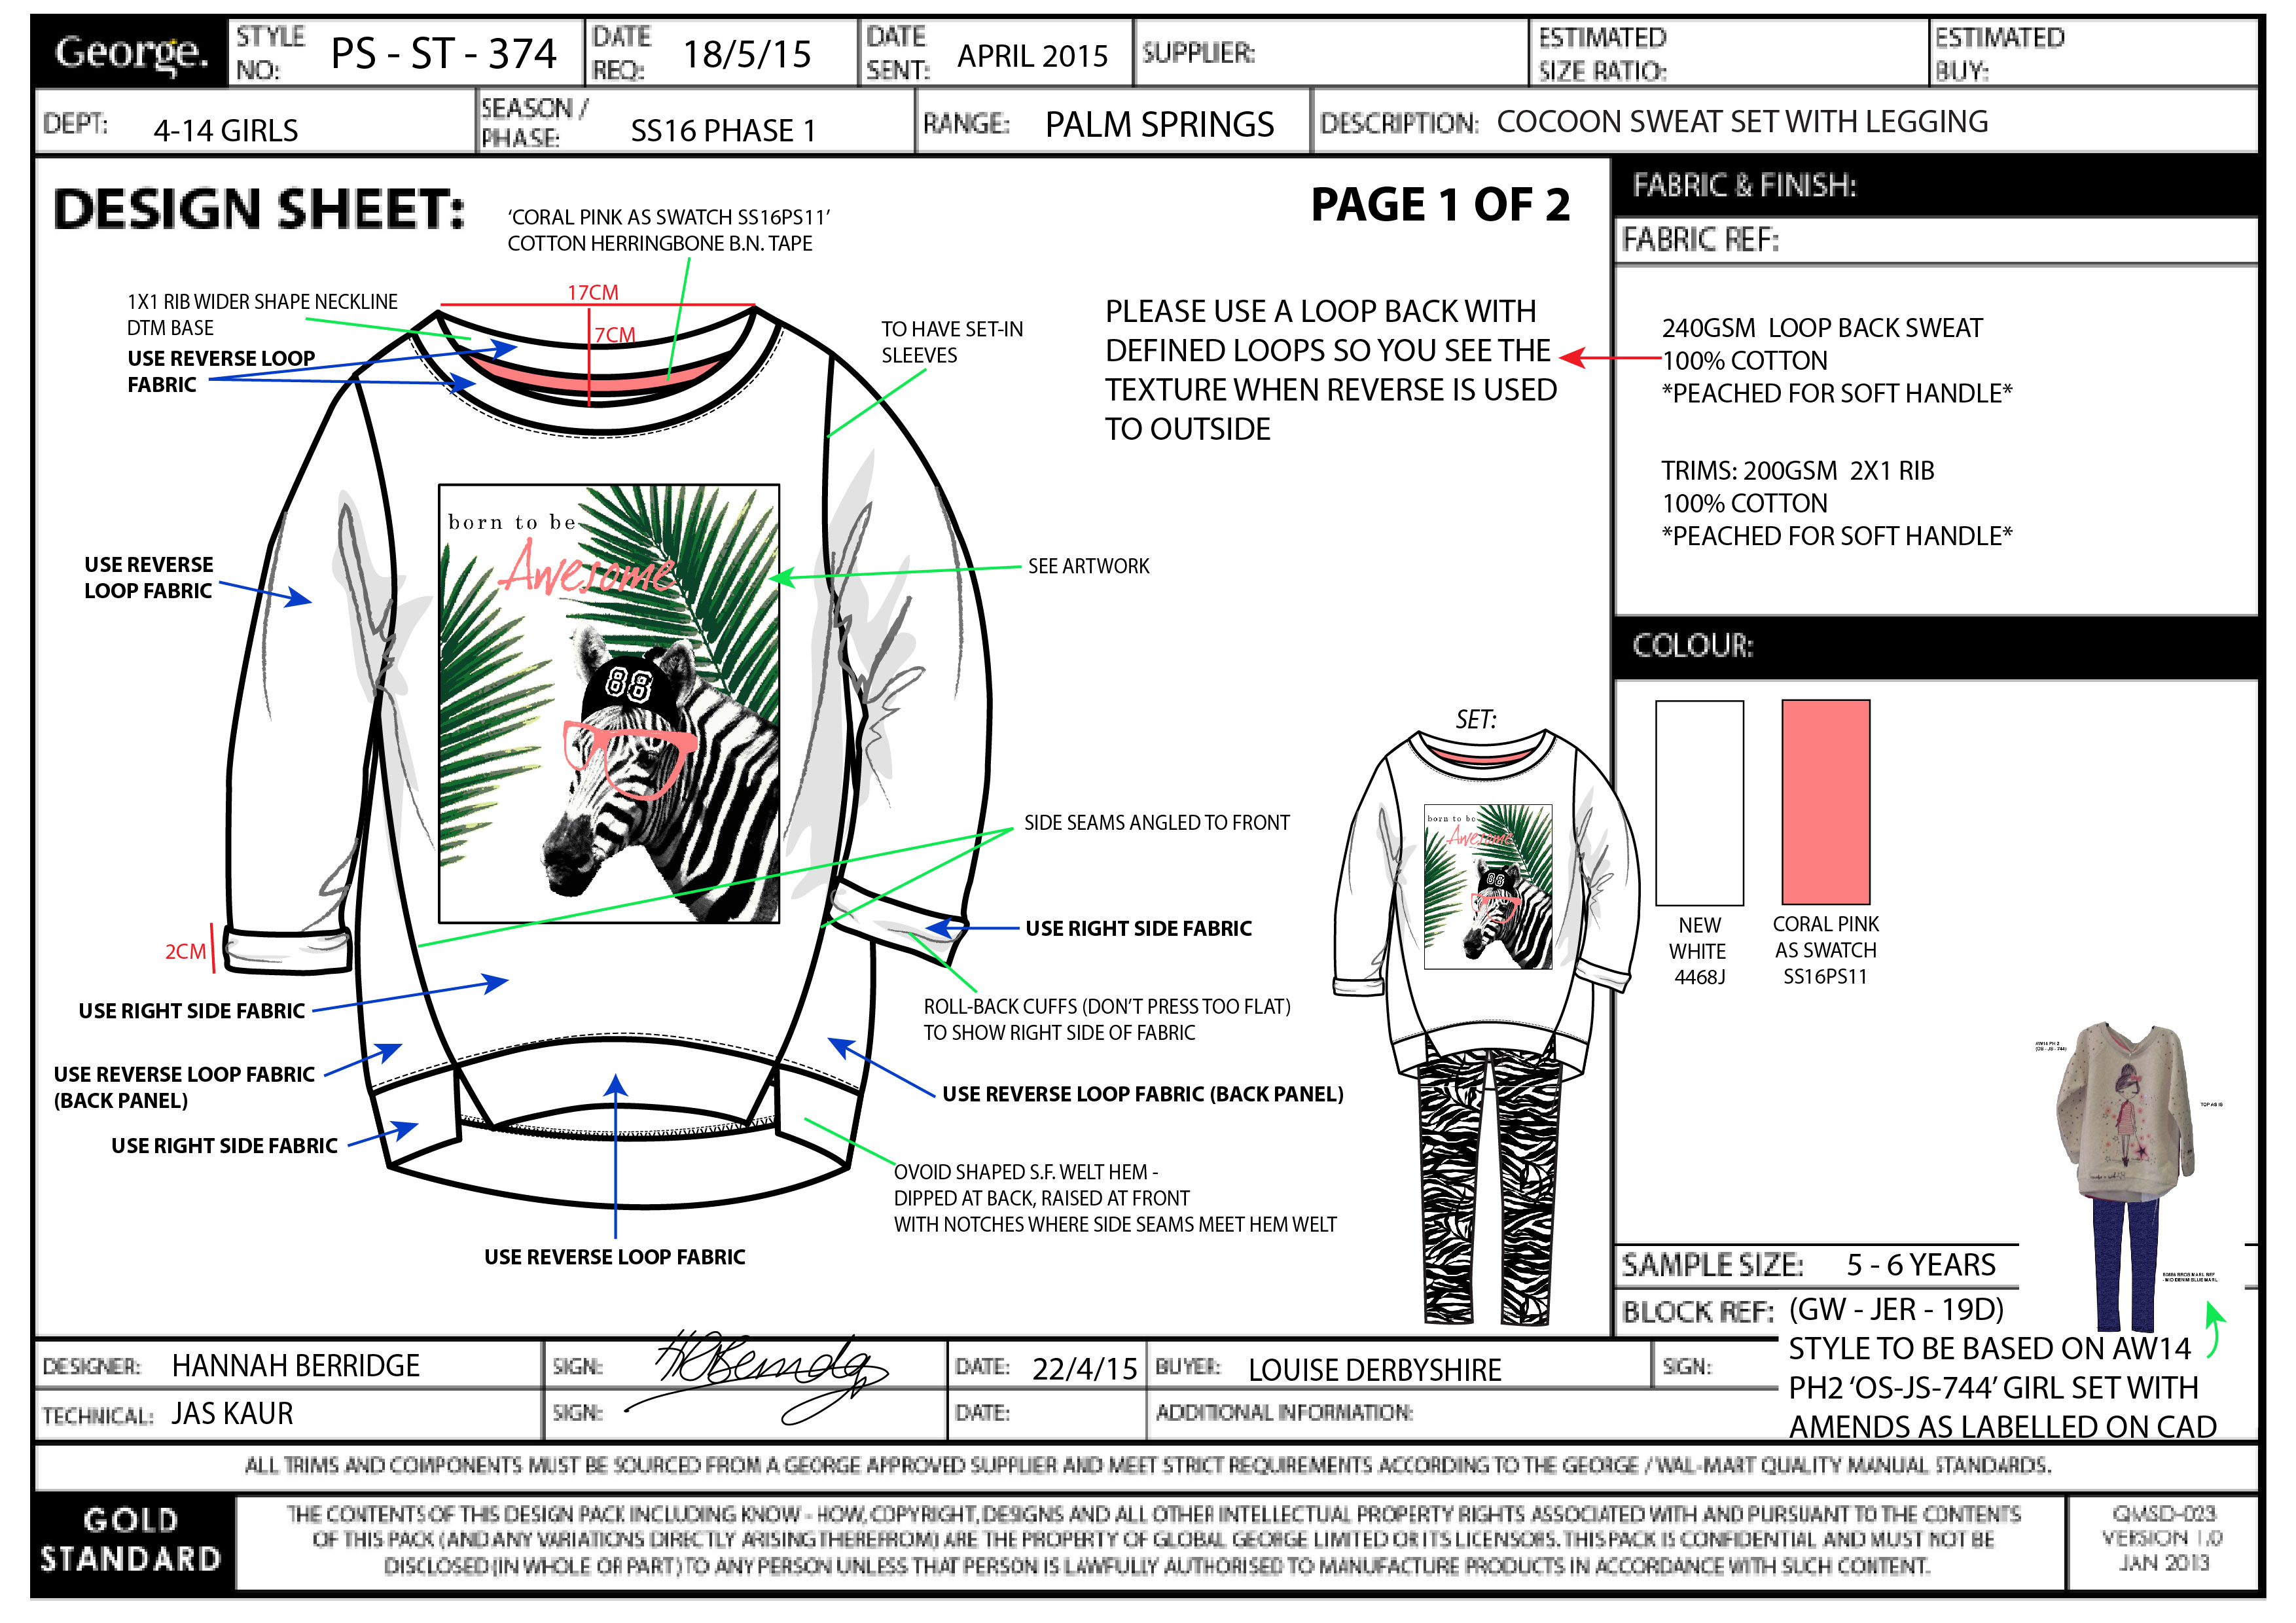 George.
STYLE NO: PS - ST - 374
DATE REQ: 18/5/15
DATE SENT: APRIL 2015
SUPPLIER:
ESTIMATED SIZE RATIO:
ESTIMATED BUY:
DEPT: 4-14 GIRLS
SEASON / PHASE: SS16 PHASE 1
RANGE: PALM SPRINGS
DESCRIPTION: COCOON SWEAT SET WITH LEGGING
DESIGN SHEET:
PAGE 1 OF 2
‘CORAL PINK AS SWATCH SS16PS11’
COTTON HERRINGBONE B.N. TAPE
17CM
7CM
1X1 RIB WIDER SHAPE NECKLINE
DTM BASE
USE REVERSE LOOP
FABRIC
TO HAVE SET-IN
SLEEVES
PLEASE USE A LOOP BACK WITH
DEFINED LOOPS SO YOU SEE THE
TEXTURE WHEN REVERSE IS USED
TO OUTSIDE
born to be
Awesome
88
USE REVERSE
LOOP FABRIC
SEE ARTWORK
SIDE SEAMS ANGLED TO FRONT
2CM
USE RIGHT SIDE FABRIC
ROLL-BACK CUFFS (DON’T PRESS TOO FLAT)
TO SHOW RIGHT SIDE OF FABRIC
USE RIGHT SIDE FABRIC
USE REVERSE LOOP FABRIC
(BACK PANEL)
USE REVERSE LOOP FABRIC (BACK PANEL)
USE RIGHT SIDE FABRIC
OVOID SHAPED S.F. WELT HEM -
DIPPED AT BACK, RAISED AT FRONT
WITH NOTCHES WHERE SIDE SEAMS MEET HEM WELT
USE REVERSE LOOP FABRIC
SET:
born to be
Awesome
88
FABRIC & FINISH:
FABRIC REF:
240GSM LOOP BACK SWEAT
100% COTTON
*PEACHED FOR SOFT HANDLE*
TRIMS: 200GSM 2X1 RIB
100% COTTON
*PEACHED FOR SOFT HANDLE*
COLOUR:
NEW
WHITE
4468J
CORAL PINK
AS SWATCH
SS16PS11
TOP AS IS
SAMPLE SIZE: 5 - 6 YEARS
BLOCK REF: (GW - JER - 19D)
STYLE TO BE BASED ON AW14
PH2 ‘OS-JS-744’ GIRL SET WITH
AMENDS AS LABELLED ON CAD
DESIGNER: HANNAH BERRIDGE
SIGN:
DATE: 22/4/15
BUYER: LOUISE DERBYSHIRE
SIGN:
TECHNICAL: JAS KAUR
SIGN:
DATE:
ADDITIONAL INFORMATION:
ALL TRIMS AND COMPONENTS MUST BE SOURCED FROM A GEORGE APPROVED SUPPLIER AND MEET STRICT REQUIREMENTS ACCORDING TO THE GEORGE / WAL-MART QUALITY MANUAL STANDARDS.
GOLD
STANDARD
THE CONTENTS OF THIS DESIGN PACK INCLUDING KNOW - HOW, COPYRIGHT, DESIGNS AND ALL OTHER INTELLECTUAL PROPERTY RIGHTS ASSOCIATED WITH AND PURSUANT TO THE CONTENTS
OF THIS PACK (AND ANY VARIATIONS DIRECTLY ARISING THEREFROM) ARE THE PROPERTY OF GLOBAL GEORGE LIMITED OR ITS LICENSORS. THIS PACK IS CONFIDENTIAL AND MUST NOT BE
DISCLOSED (IN WHOLE OR PART) TO ANY PERSON UNLESS THAT PERSON IS LAWFULLY AUTHORISED TO MANUFACTURE PRODUCTS IN ACCORDANCE WITH SUCH CONTENT.
QMSD-023
VERSION 1.0
JAN 2013